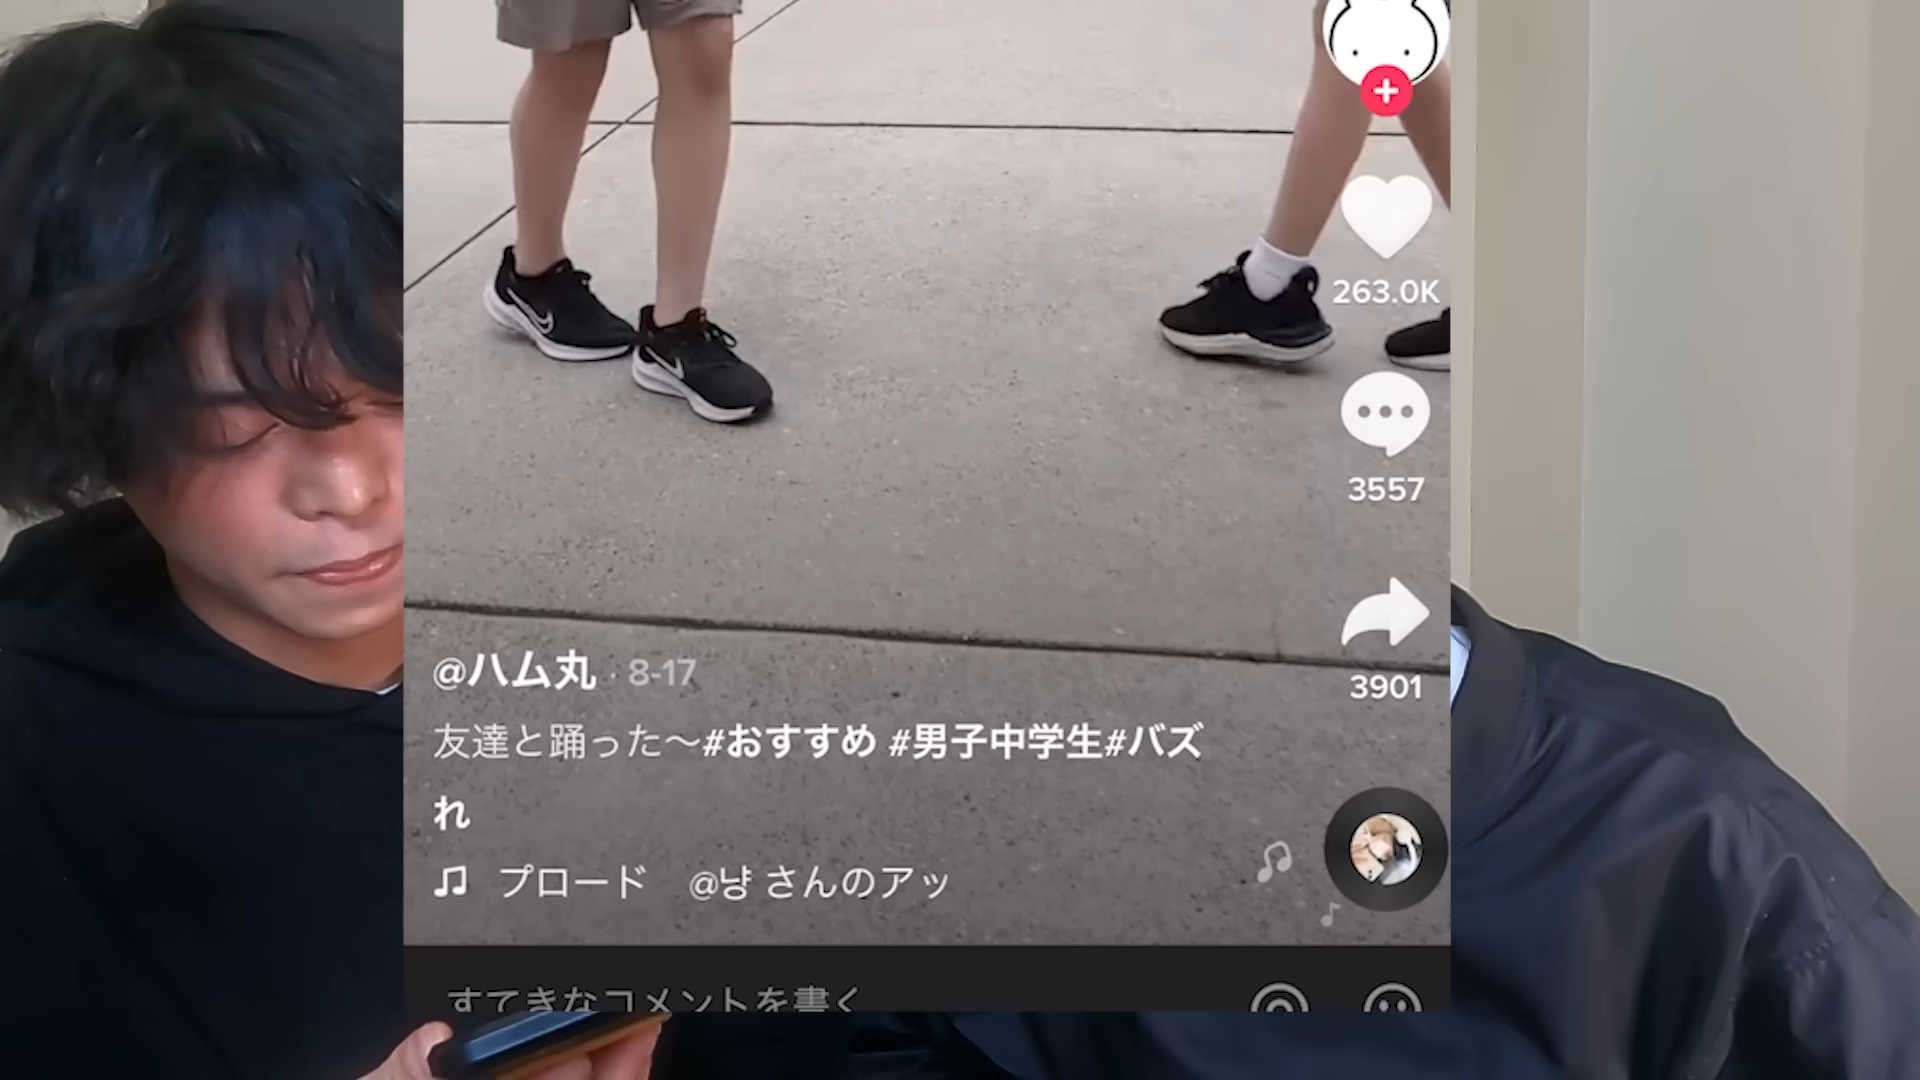 263.0K
3557
3901
@ハム丸 · 8-17
友達と踊った〜#おすすめ #男子中学生#バズ
れ
プロード @냥 さんのアッ
すてきなコメントを書く